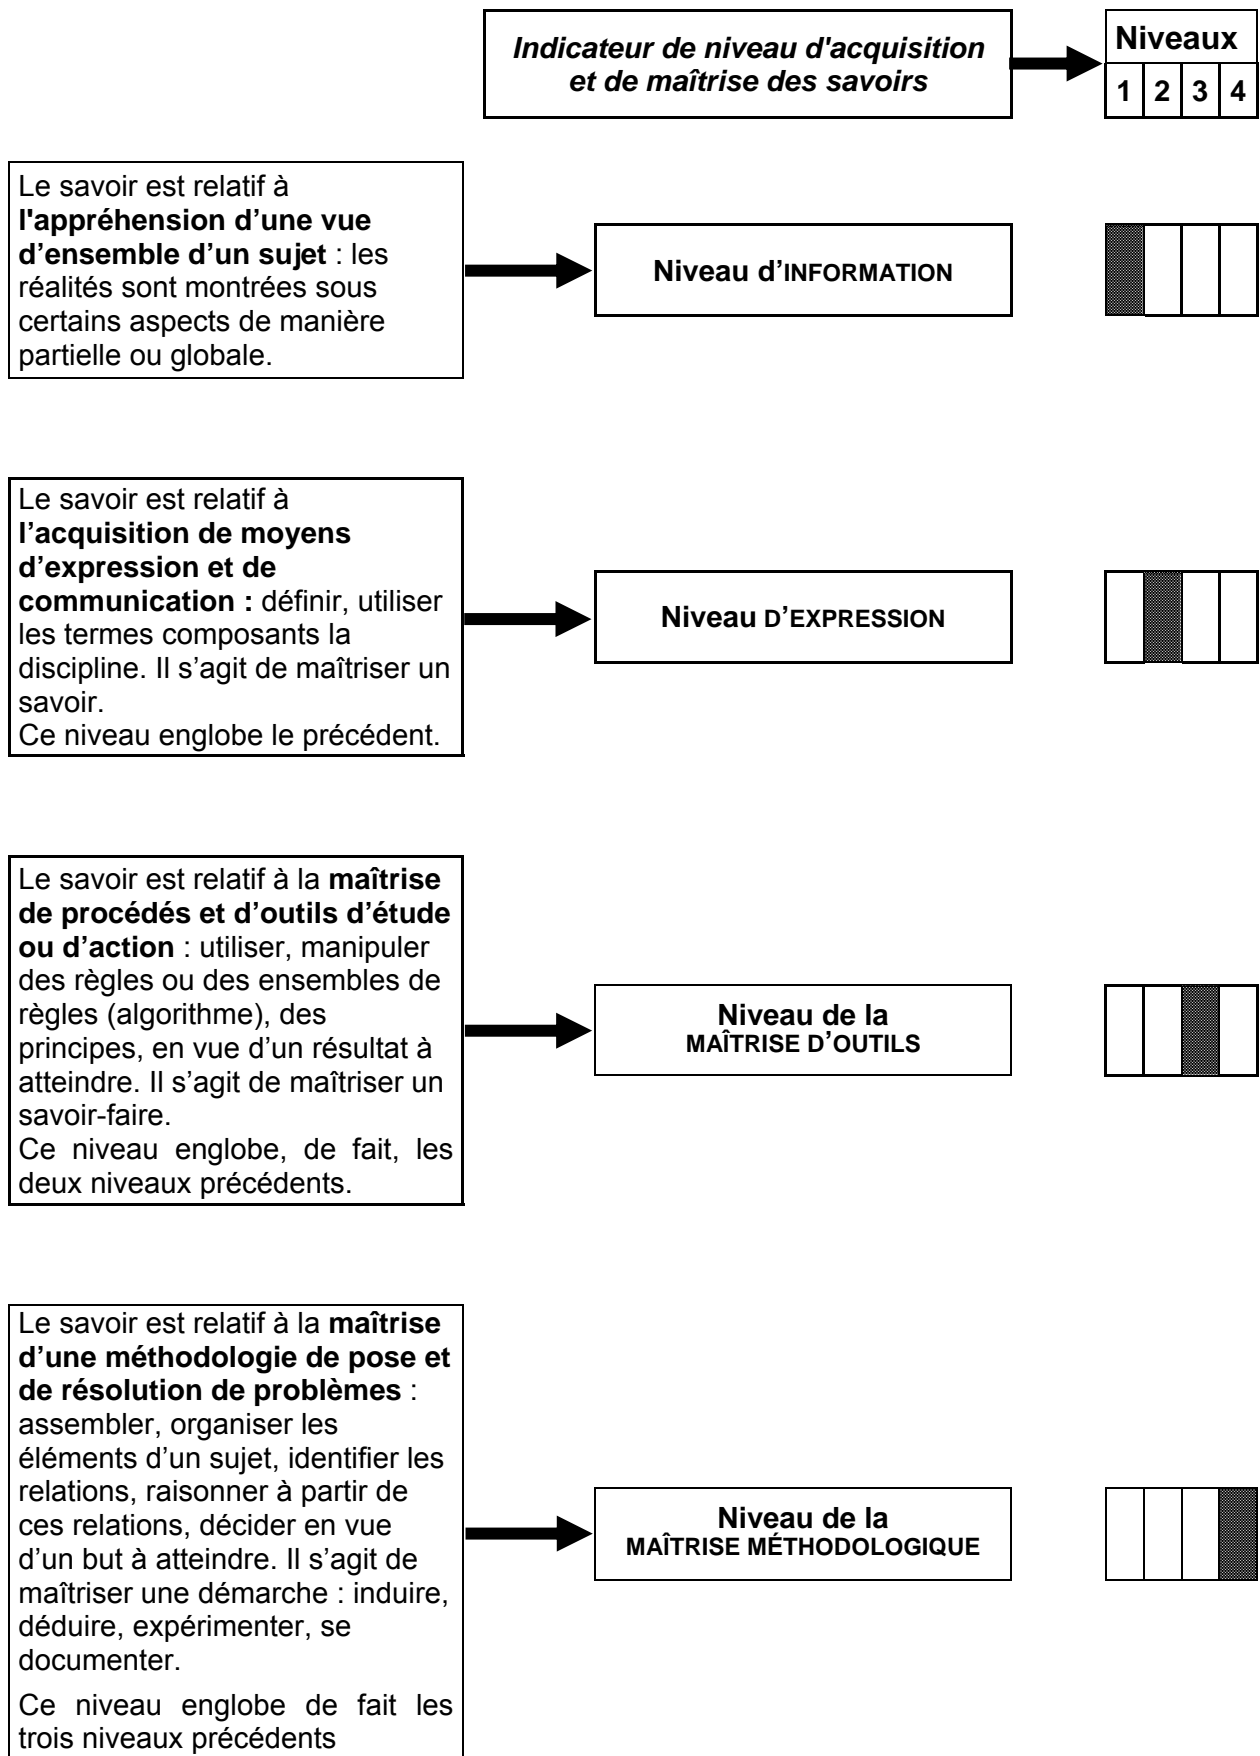 Indicateur de niveau d'acquisition
et de maîtrise des savoirs
Niveaux
1 2 3 4
Le savoir est relatif à
l'appréhension d’une vue
d’ensemble d’un sujet : les
réalités sont montrées sous
certains aspects de manière
partielle ou globale.
Niveau d’INFORMATION
Le savoir est relatif à
l’acquisition de moyens
d’expression et de
communication : définir, utiliser
les termes composants la
discipline. Il s’agit de maîtriser un
savoir.
Ce niveau englobe le précédent.
Niveau D’EXPRESSION
Le savoir est relatif à la maîtrise
de procédés et d’outils d’étude
ou d’action : utiliser, manipuler
des règles ou des ensembles de
règles (algorithme), des
principes, en vue d’un résultat à
atteindre. Il s’agit de maîtriser un
savoir-faire.
Ce niveau englobe, de fait, les
deux niveaux précédents.
Niveau de la
MAÎTRISE D’OUTILS
Le savoir est relatif à la maîtrise
d’une méthodologie de pose et
de résolution de problèmes :
assembler, organiser les
éléments d’un sujet, identifier les
relations, raisonner à partir de
ces relations, décider en vue
d’un but à atteindre. Il s’agit de
maîtriser une démarche : induire,
déduire, expérimenter, se
documenter.
Ce niveau englobe de fait les
trois niveaux précédents
Niveau de la
MAÎTRISE MÉTHODOLOGIQUE